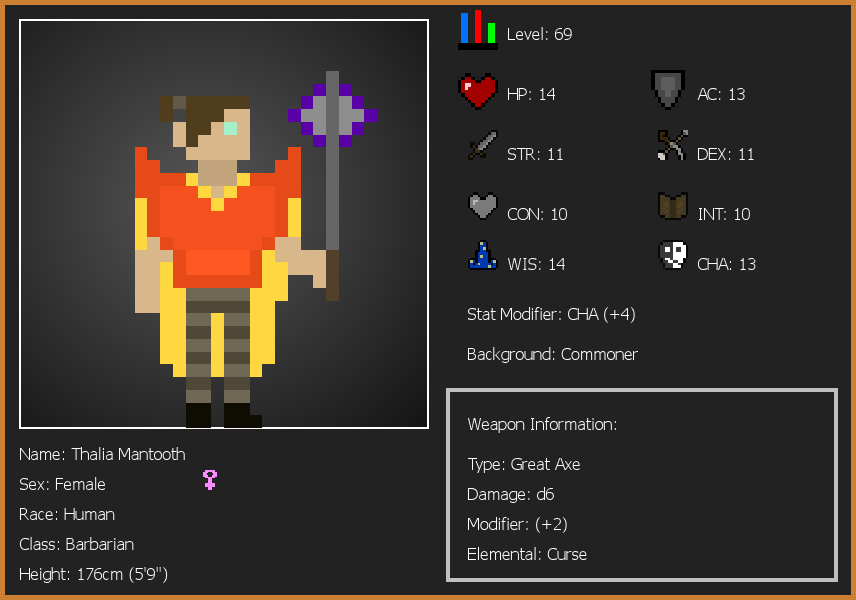 Level: 69
HP: 14
AC: 13
STR: 11
DEX: 11
CON: 10
INT: 10
WIS: 14
CHA: 13
Stat Modifier: CHA (+4)
Background: Commoner
Weapon Information:
Type: Great Axe
Damage: d6
Modifier: (+2)
Elemental: Curse
Name: Thalia Mantooth
Sex: Female
Race: Human
Class: Barbarian
Height: 176cm (5'9")